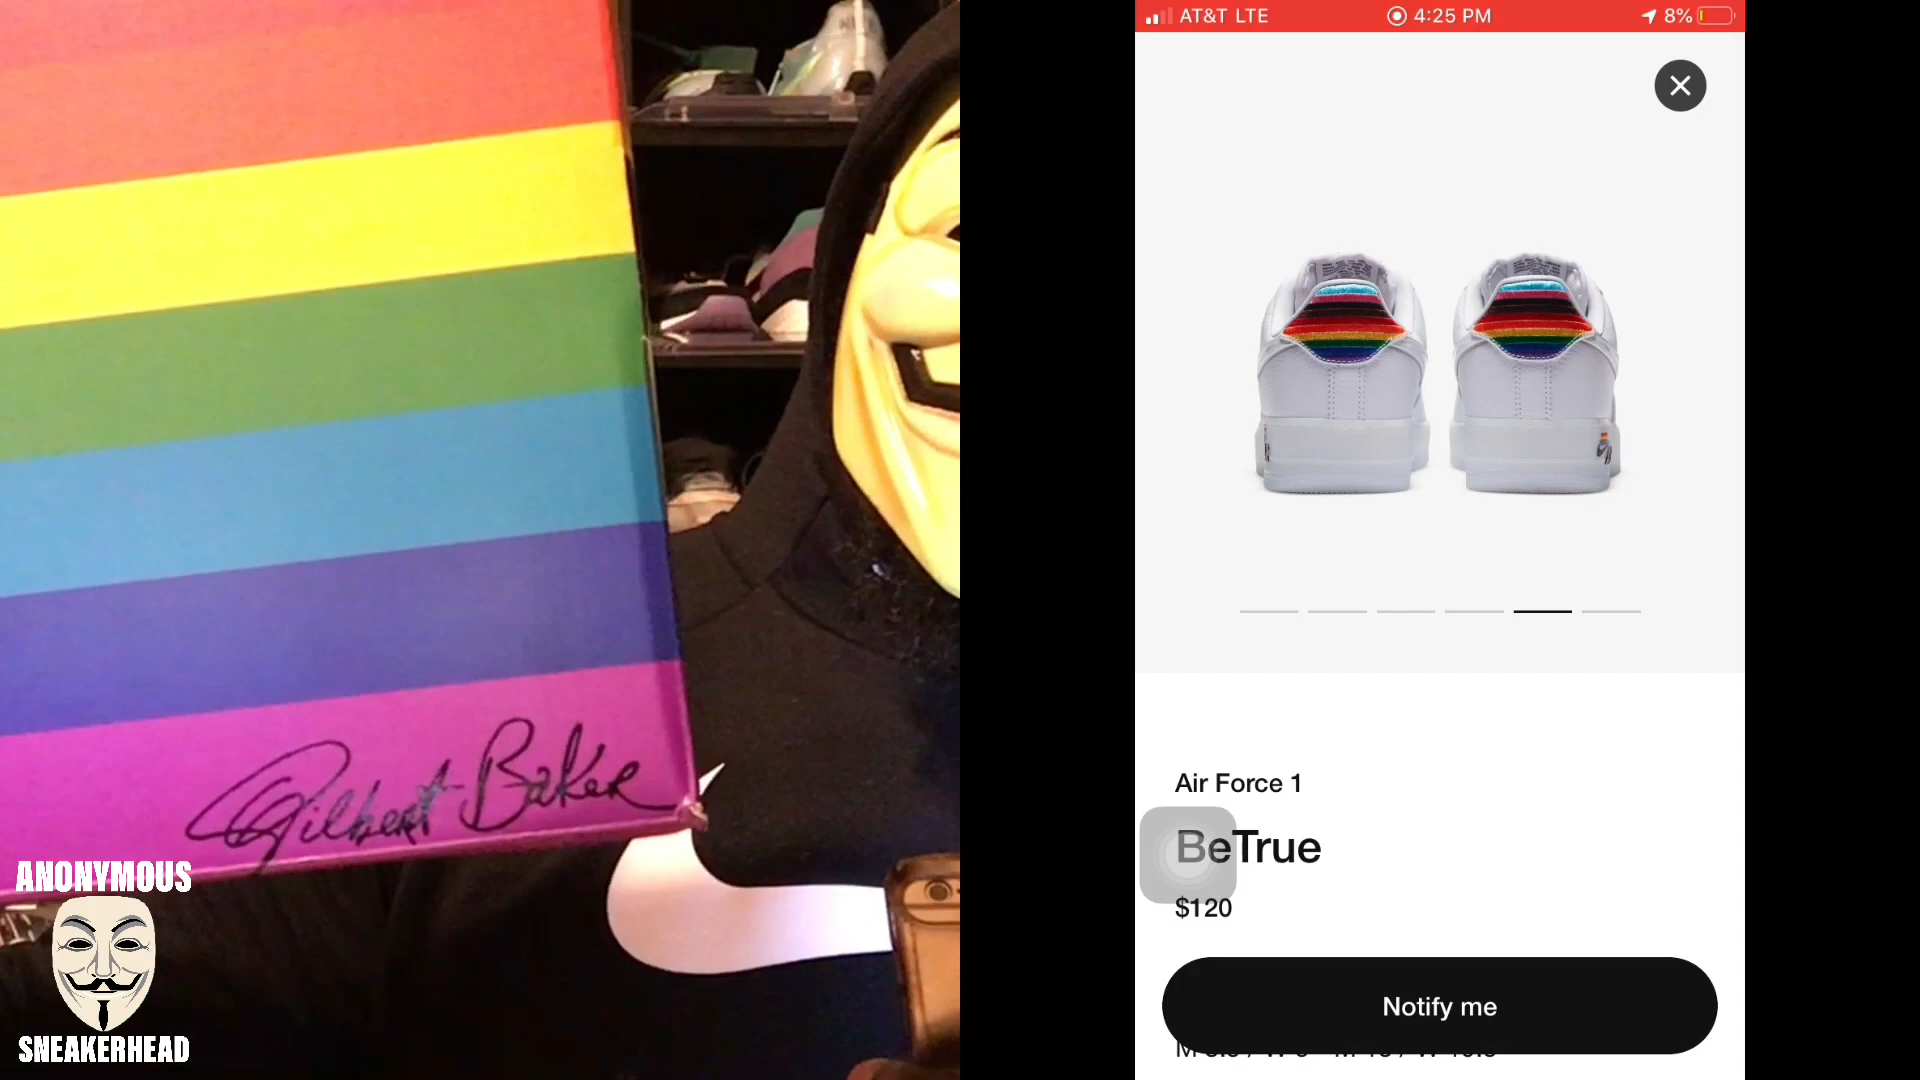 Gilbert Baker
ANONYMOUS
SNEAKERHEAD
AT&T LTE
4:25 PM
8%
Air Force 1
BeTrue
$120
Notify me